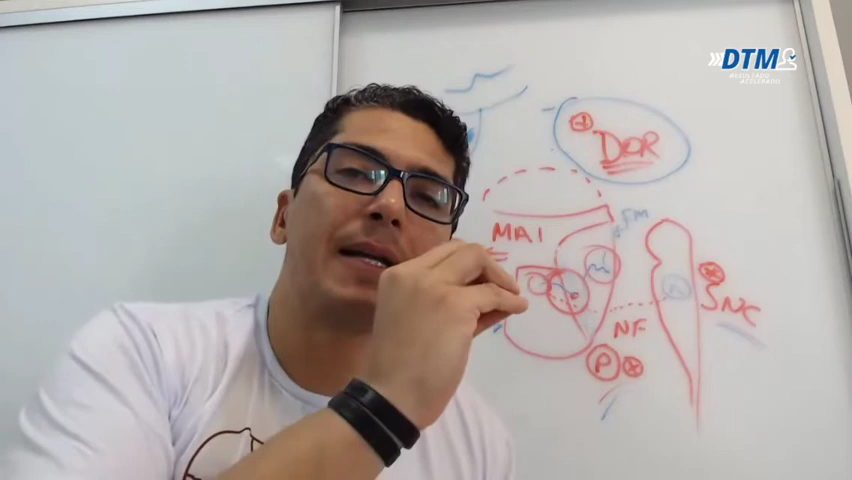 DTM
RESULTADO
ACELERADO
DOR
SM
MAI
SNC
NF
P